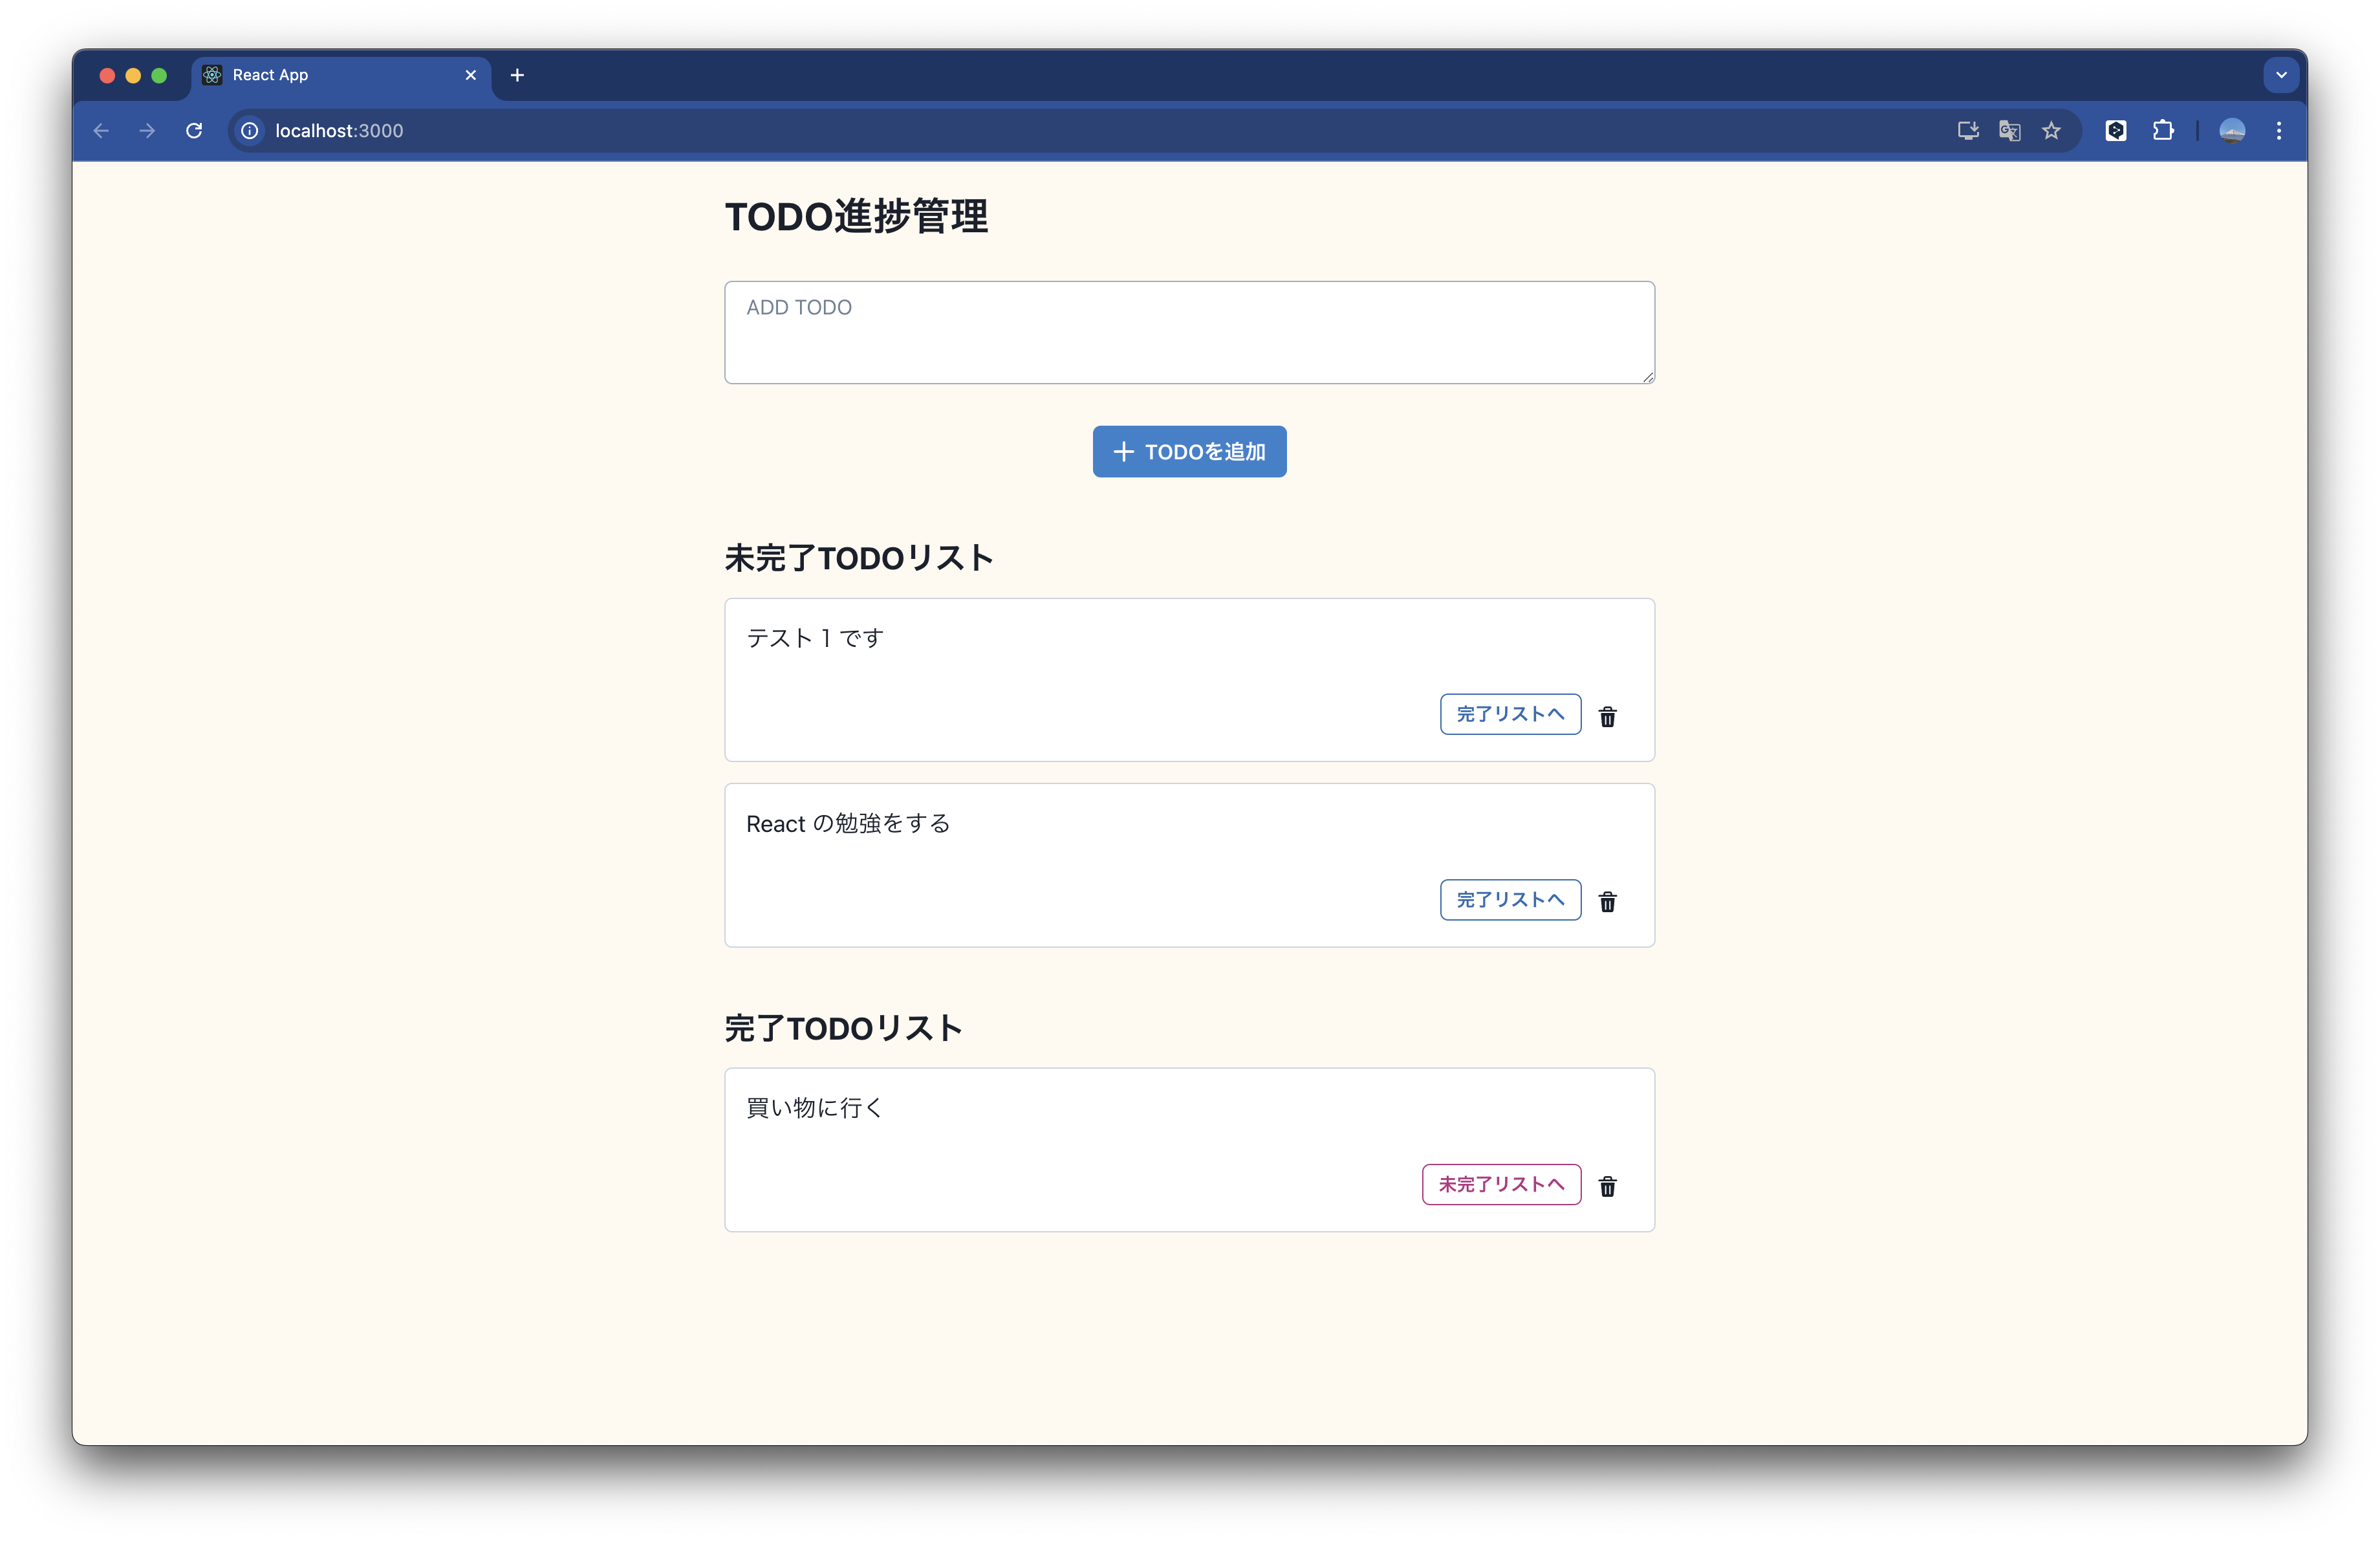 React App
localhost:3000
TODO進捗管理
ADD TODO
TODOを追加
未完了TODOリスト
テスト 1 です
完了リストへ
React の勉強をする
完了リストへ
完了TODOリスト
買い物に行く
未完了リストへ